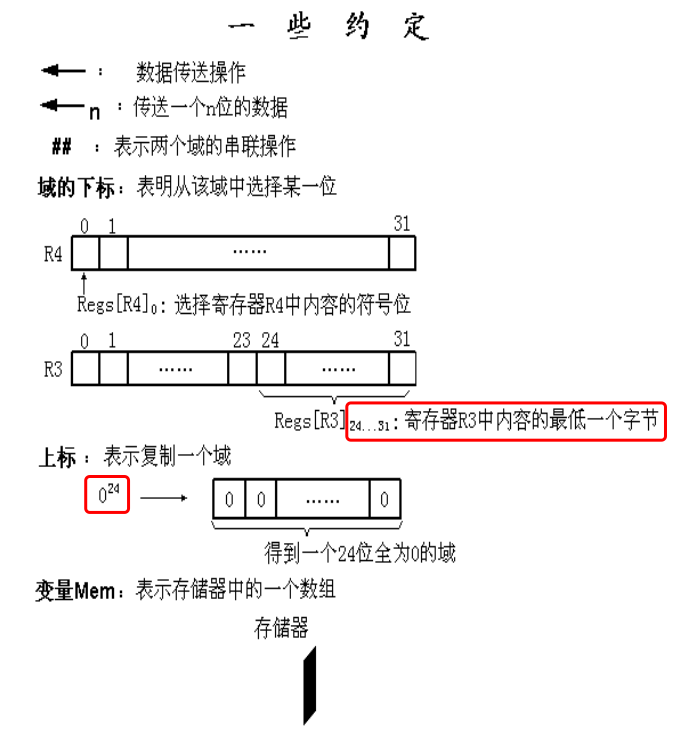 一些约定
← : 数据传送操作
←n : 传送一个n位的数据
## : 表示两个域的串联操作
域的下标: 表明从该域中选择某一位
0 1 31
R4 ……
Regs[R4]₀: 选择寄存器R4中内容的符号位
0 1 23 24 31
R3 …… ……
Regs[R3]₂₄…₃₁: 寄存器R3中内容的最低一个字节
上标: 表示复制一个域
0²⁴ → 0 0 …… 0
得到一个24位全为0的域
变量Mem: 表示存储器中的一个数组
存储器